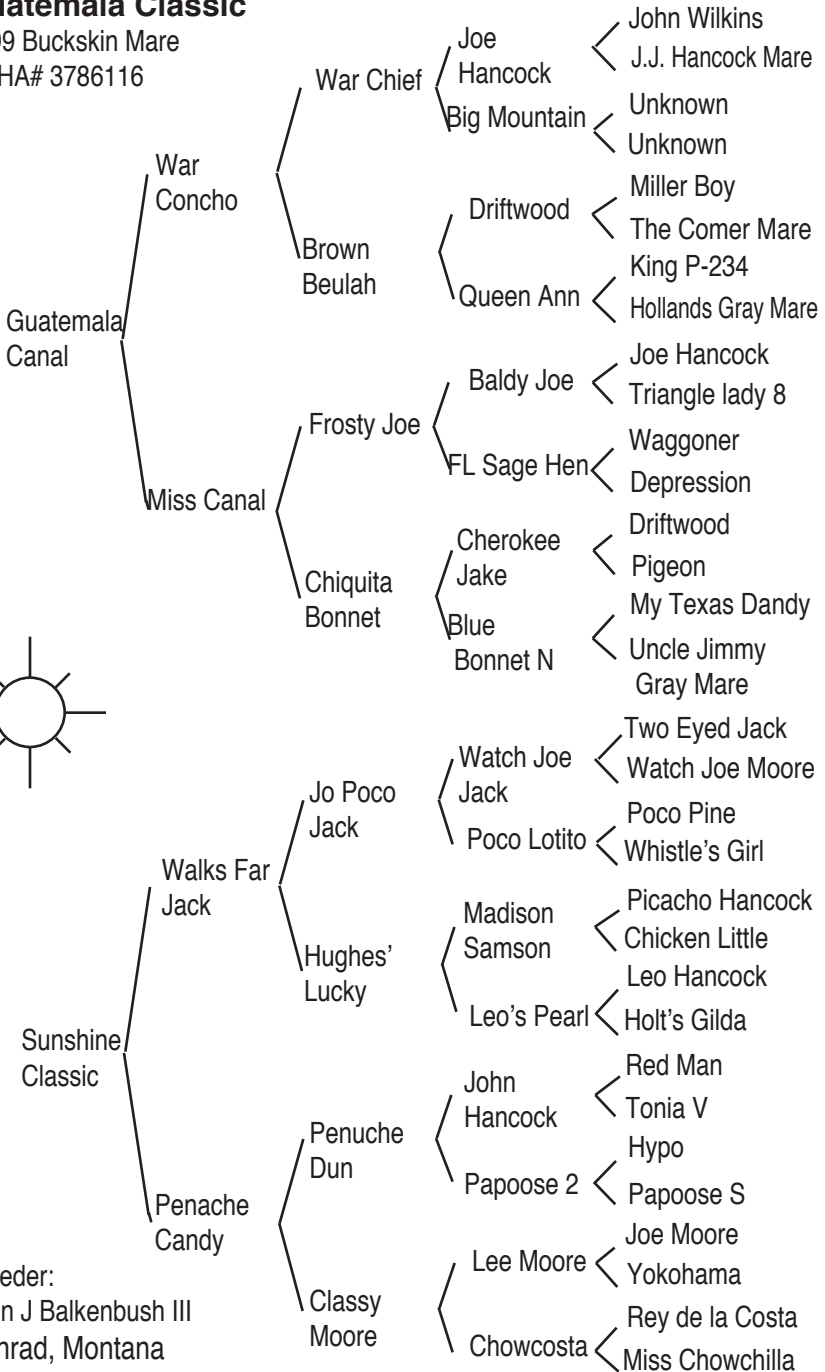 uatemala Classic
99 Buckskin Mare
HA# 3786116
Guatemala
Canal
War
Concho
Miss Canal
War Chief
Brown
Beulah
Frosty Joe
Chiquita
Bonnet
Joe
Hancock
Big Mountain
Driftwood
Queen Ann
Baldy Joe
FL Sage Hen
Cherokee
Jake
Blue
Bonnet N
John Wilkins
J.J. Hancock Mare
Unknown
Unknown
Miller Boy
The Comer Mare
King P-234
Hollands Gray Mare
Joe Hancock
Triangle lady 8
Waggoner
Depression
Driftwood
Pigeon
My Texas Dandy
Uncle Jimmy
Gray Mare
Sunshine
Classic
Walks Far
Jack
Penache
Candy
Jo Poco
Jack
Hughes'
Lucky
Penuche
Dun
Classy
Moore
Watch Joe
Jack
Poco Lotito
Madison
Samson
Leo's Pearl
John
Hancock
Papoose 2
Lee Moore
Chowcosta
Two Eyed Jack
Watch Joe Moore
Poco Pine
Whistle's Girl
Picacho Hancock
Chicken Little
Leo Hancock
Holt's Gilda
Red Man
Tonia V
Hypo
Papoose S
Joe Moore
Yokohama
Rey de la Costa
Miss Chowchilla
eder:
n J Balkenbush III
nrad, Montana